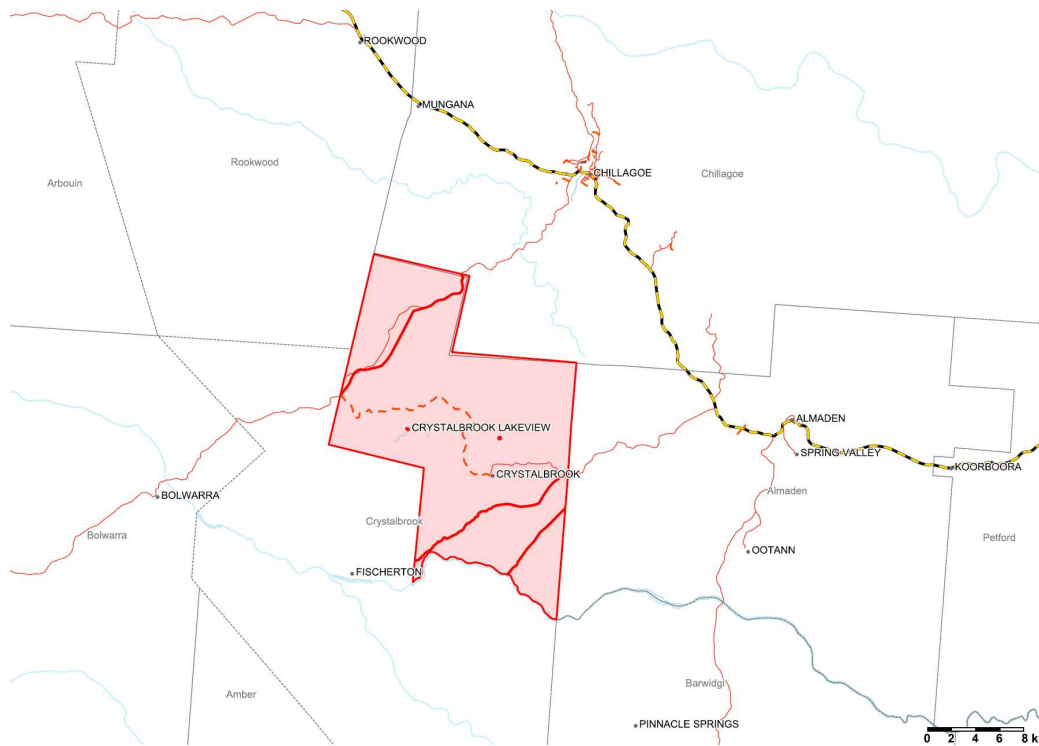 ROOKWOOD
MUNGANA
Rookwood
CHILLAGOE
Chillagoe
Arbouin
ALMADEN
CRYSTALBROOK LAKEVIEW
SPRING VALLEY
KOORBOORA
CRYSTALBROOK
Almaden
BOLWARRA
Crystalbrook
Bolwarra
Petford
OOTANN
FISCHERTON
Barwidgi
Amber
PINNACLE SPRINGS
0 2 4 8 k